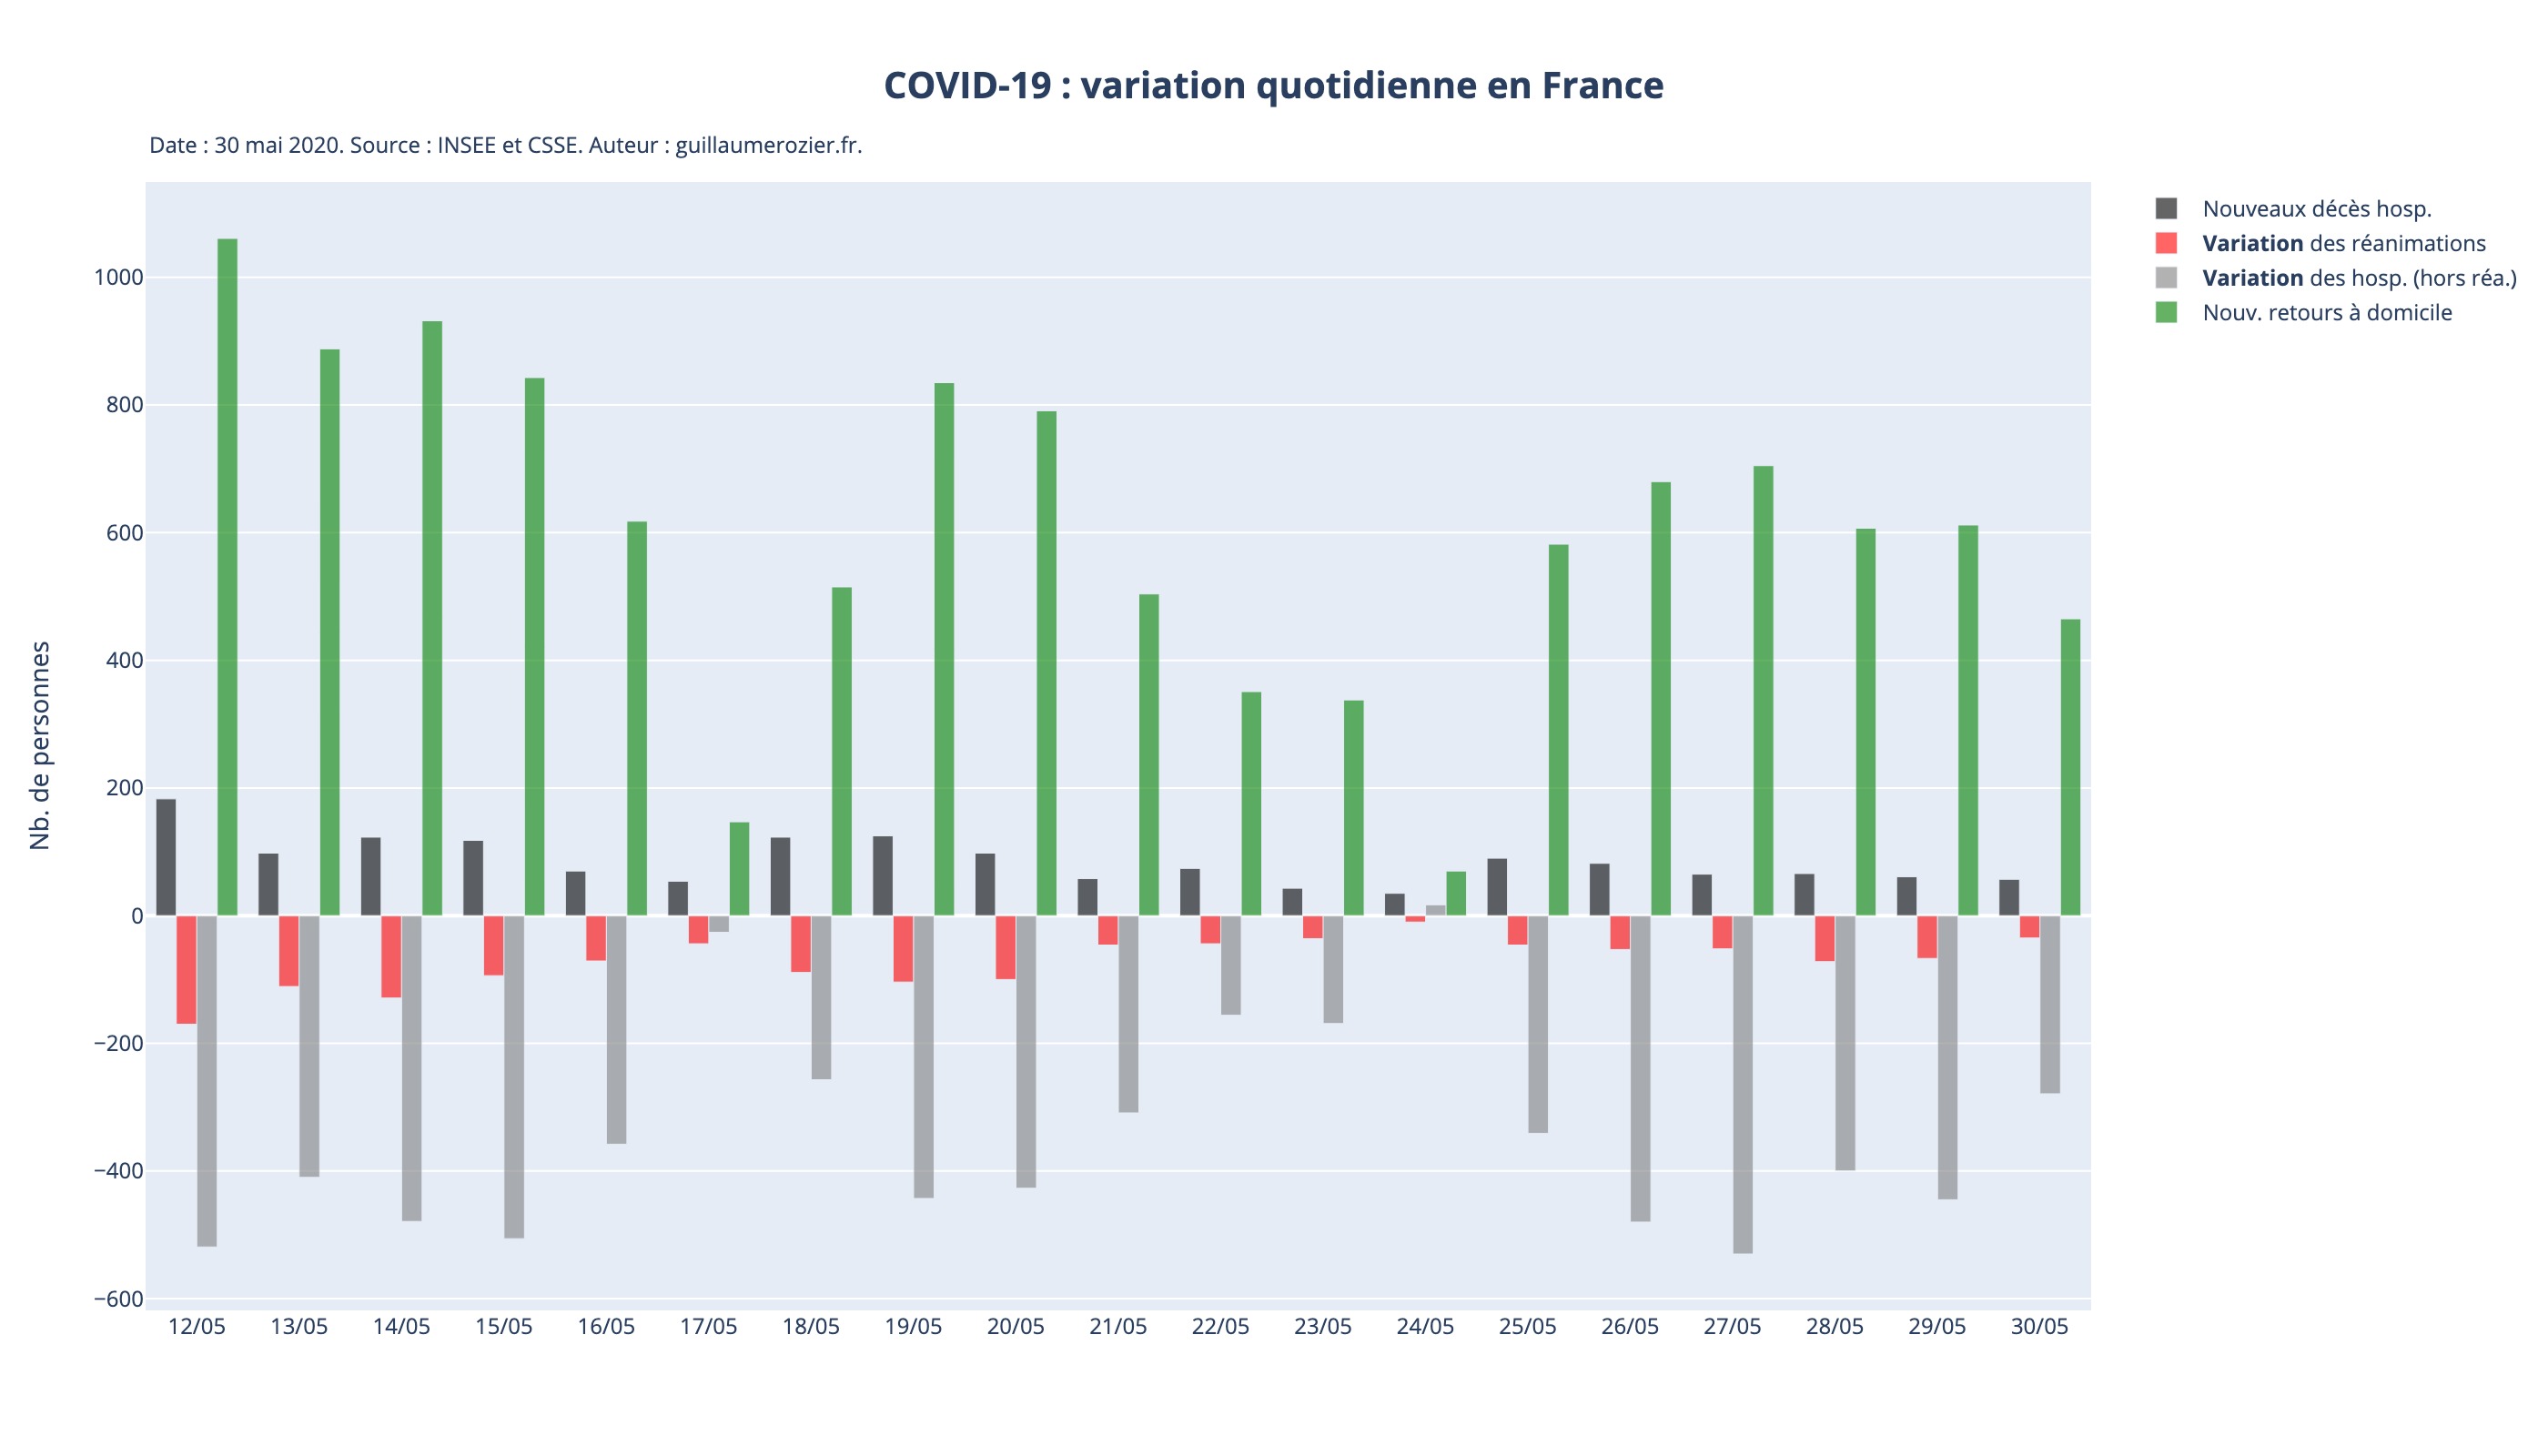 COVID-19 : variation quotidienne en France
Date : 30 mai 2020. Source : INSEE et CSSE. Auteur : guillaumerozier.fr.
Nouveaux décès hosp.
Variation des réanimations
Variation des hosp. (hors réa.)
Nouv. retours à domicile
Nb. de personnes
1000
800
600
400
200
0
−200
−400
−600
12/05 13/05 14/05 15/05 16/05 17/05 18/05 19/05 20/05 21/05 22/05 23/05 24/05 25/05 26/05 27/05 28/05 29/05 30/05